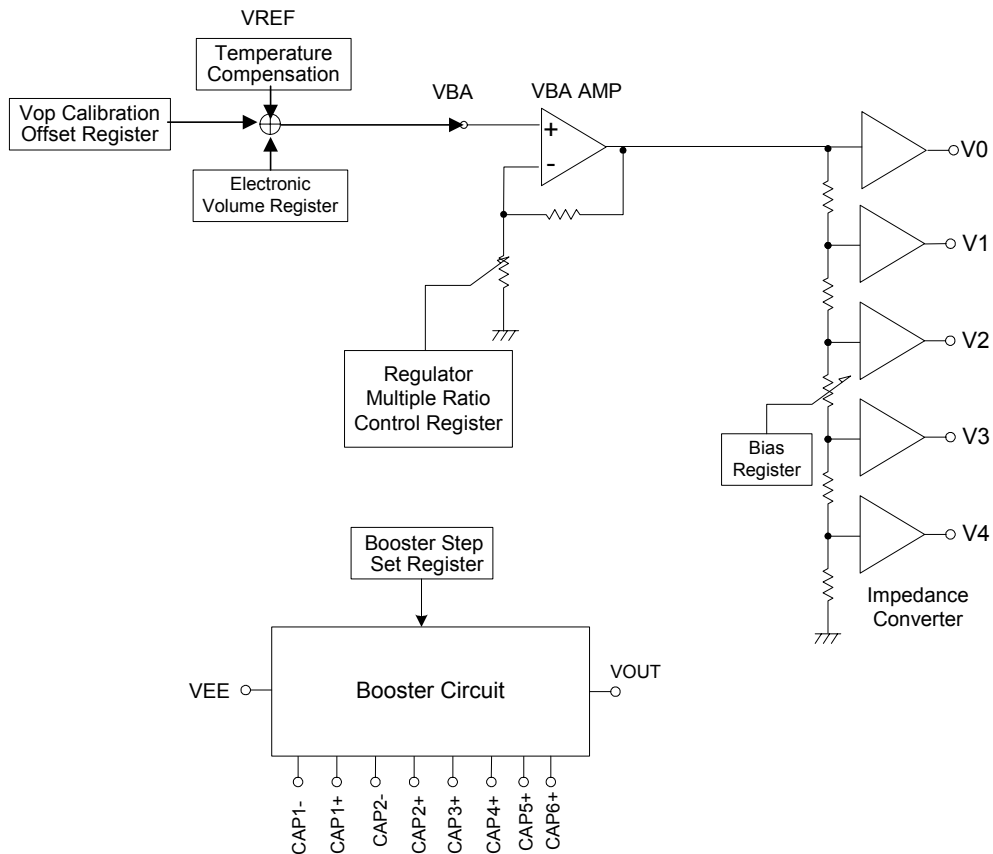 VREF
Temperature
Compensation
Vop Calibration
Offset Register
Electronic
Volume Register
VBA
VBA AMP
+
-
Regulator
Multiple Ratio
Control Register
V0
V1
V2
V3
V4
Bias
Register
Impedance
Converter
Booster Step
Set Register
VEE
Booster Circuit
VOUT
CAP1-
CAP1+
CAP2-
CAP2+
CAP3+
CAP4+
CAP5+
CAP6+